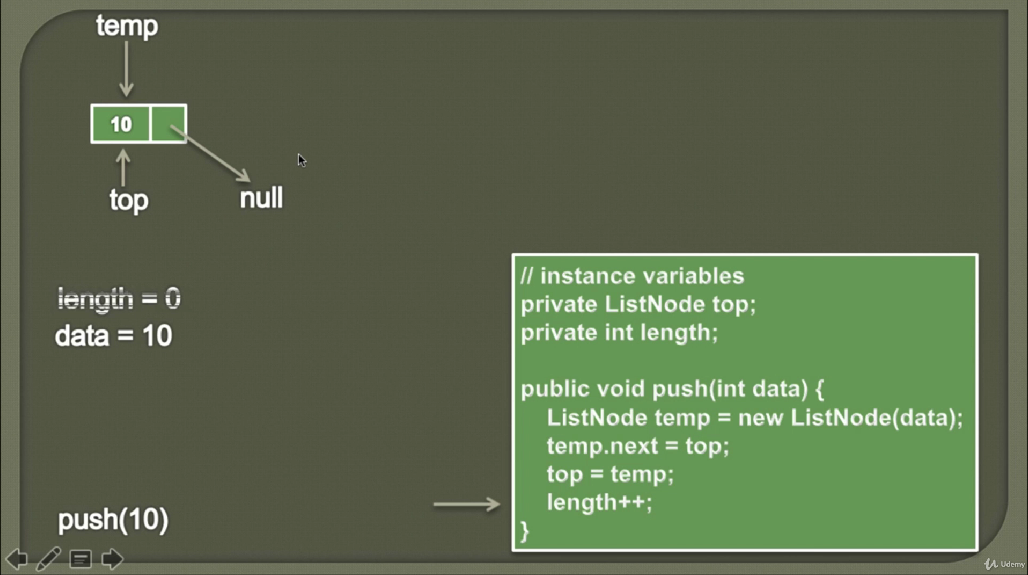 temp
10
top
null
length = 0
data = 10
push(10)
// instance variables
private ListNode top;
private int length;
public void push(int data) {
ListNode temp = new ListNode(data);
temp.next = top;
top = temp;
length++;
}
Udemy